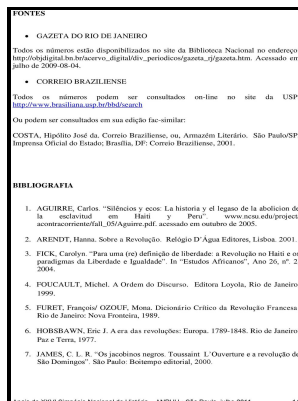 FONTES
• GAZETA DO RIO DE JANEIRO
Todos os números estão disponibilizados no site da Biblioteca Nacional no endereço
http://objdigital.bn.br/acervo_digital/div_periodicos/gazeta_rj/gazeta.htm. Acessado em
julho de 2009-08-04.
• CORREIO BRAZILIENSE
Todos os números podem ser consultados on-line no site da USP
http://www.brasiliana.usp.br/bbd/search
Ou podem ser consultados em sua edição fac-similar:
COSTA, Hipólito José da. Correio Braziliense, ou, Armazém Literário. São Paulo/SP
Imprensa Oficial do Estado; Brasília, DF: Correio Braziliense, 2001.
BIBLIOGRAFIA
1. AGUIRRE, Carlos. “Silêncios y ecos: La historia y el legaso de la abolicion de
la esclavitud em Haiti y Peru”. www.ncsu.edu/project/
acontracorriente/fall_05/Aguirre.pdf. acessado em outubro de 2005.
2. ARENDT, Hanna. Sobre a Revolução. Relógio D’Água Editores, Lisboa. 2001.
3. FICK, Carolyn. “Para uma (re) definição de liberdade: a Revolução no Haiti e os
paradigmas da Liberdade e Igualdade”. In “Estudos Africanos”, Ano 26, nº. 2
2004.
4. FOUCAULT, Michel. A Ordem do Discurso. Editora Loyola, Rio de Janeiro
1999.
5. FURET, François/ OZOUF, Mona. Dicionário Crítico da Revolução Francesa
Rio de Janeiro: Nova Fronteira, 1989.
6. HOBSBAWN, Eric J. A era das revoluções: Europa. 1789-1848. Rio de Janeiro
Paz e Terra, 1977.
7. JAMES, C. L. R. “Os jacobinos negros. Toussaint L’Ouverture e a revolução de
São Domingos”. São Paulo: Boitempo editorial, 2000.